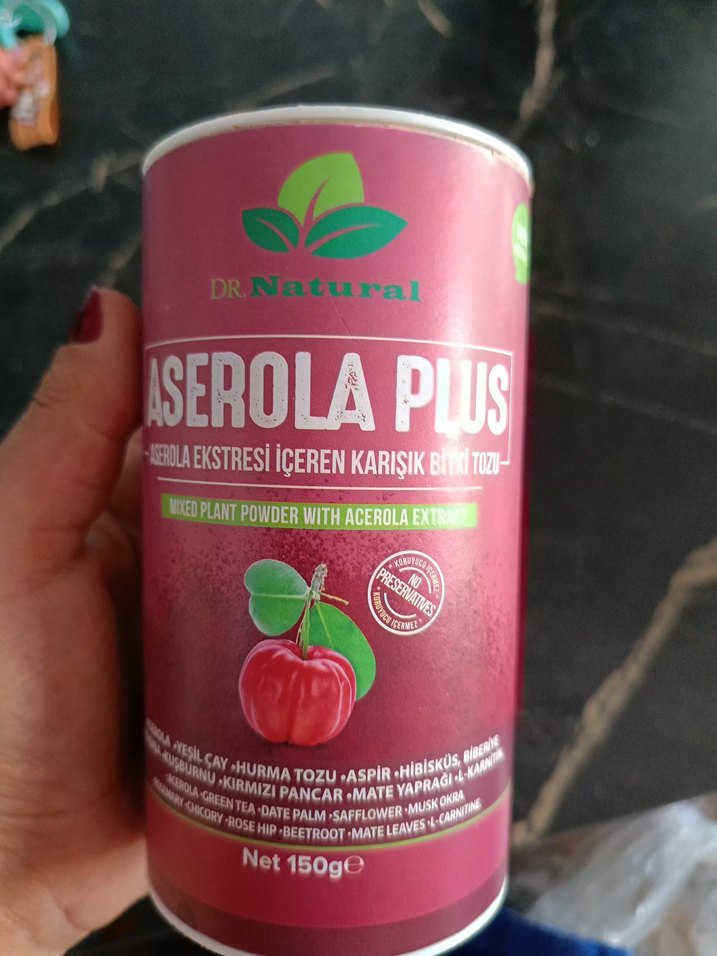 DR. Natural
ASEROLA PLUS
ASEROLA EKSTRESİ İÇEREN KARIŞIK BİTKİ TOZU
MIXED PLANT POWDER WITH ACEROLA EXTRACT
• KORUYUCU İÇERMEZ •
NO
PRESERVATIVES
KORUYUCU İÇERMEZ
•YEŞİL ÇAY •HURMA TOZU •ASPİR •HİBİSKÜS, BİBERİYE
•KUŞBURNU •KIRMIZI PANCAR •MATE YAPRAĞI •L-KARNİTİN.
•ACEROLA •GREEN TEA •DATE PALM •SAFFLOWER •MUSK OKRA
ROSEMARY •CHICORY •ROSE HIP •BEETROOT •MATE LEAVES •L-CARNITINE.
Net 150g℮